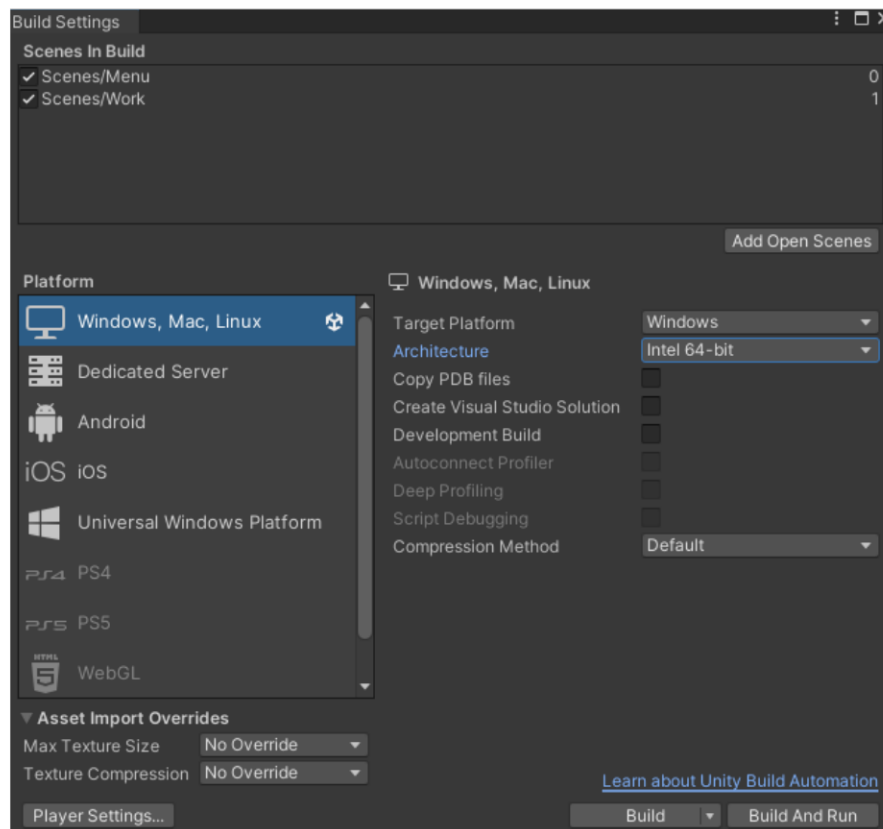 Build Settings
Scenes In Build
Scenes/Menu 0
Scenes/Work 1
Add Open Scenes
Platform
Windows, Mac, Linux
Dedicated Server
Android
iOS iOS
Universal Windows Platform
PS4 PS4
PS5 PS5
HTML 5 WebGL
Windows, Mac, Linux
Target Platform Windows
Architecture Intel 64-bit
Copy PDB files
Create Visual Studio Solution
Development Build
Autoconnect Profiler
Deep Profiling
Script Debugging
Compression Method Default
Asset Import Overrides
Max Texture Size No Override
Texture Compression No Override
Learn about Unity Build Automation
Player Settings... Build Build And Run